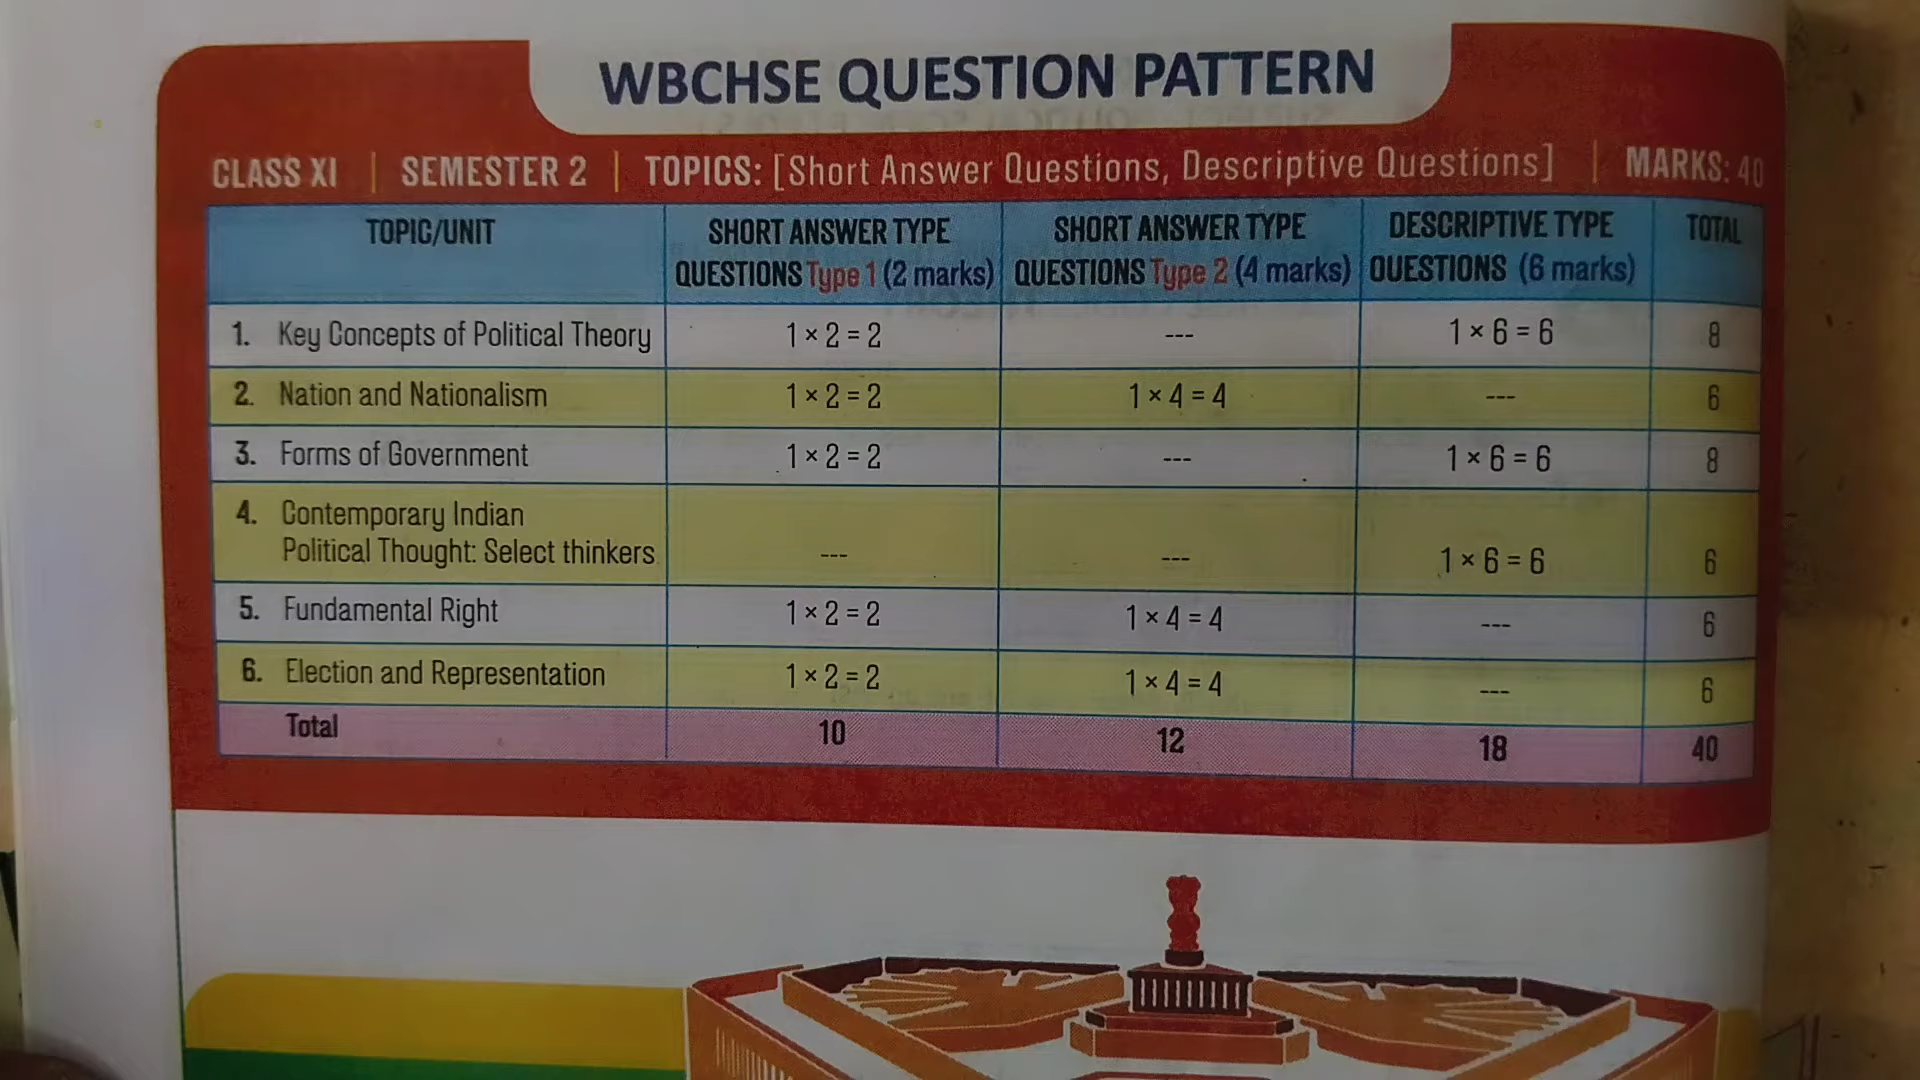 WBCHSE QUESTION PATTERN
CLASS XI | SEMESTER 2 | TOPICS: [Short Answer Questions, Descriptive Questions] | MARKS: 40
TOPIC/UNIT
SHORT ANSWER TYPE
QUESTIONS Type 1 (2 marks)
SHORT ANSWER TYPE
QUESTIONS Type 2 (4 marks)
DESCRIPTIVE TYPE
QUESTIONS (6 marks)
TOTAL
1. Key Concepts of Political Theory 1 × 2 = 2 --- 1 × 6 = 6 8
2. Nation and Nationalism 1 × 2 = 2 1 × 4 = 4 --- 6
3. Forms of Government 1 × 2 = 2 --- 1 × 6 = 6 8
4. Contemporary Indian
Political Thought: Select thinkers --- --- 1 × 6 = 6 6
5. Fundamental Right 1 × 2 = 2 1 × 4 = 4 --- 6
6. Election and Representation 1 × 2 = 2 1 × 4 = 4 --- 6
Total 10 12 18 40